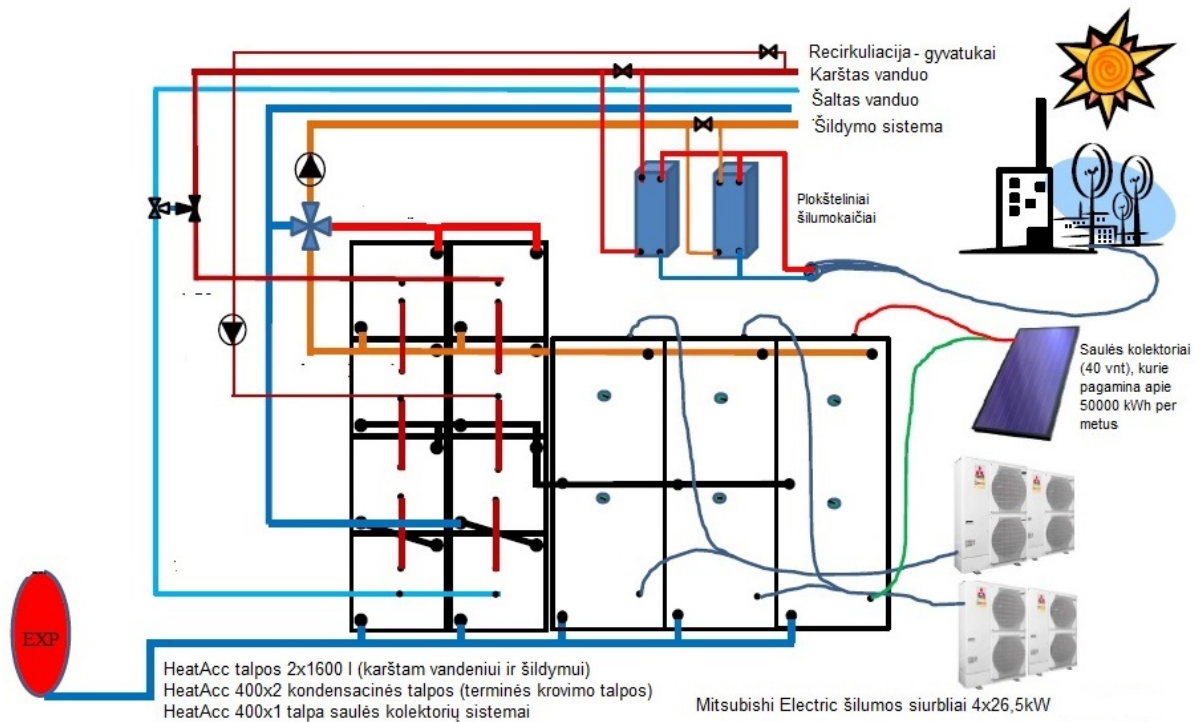 Recirkuliacija - gyvatukai
Karštas vanduo
Šaltas vanduo
Šildymo sistema
Plokšteliniai
šilumokaičiai
Saulės kolektoriai
(40 vnt), kurie
pagamina apie
50000 kWh per
metus
EXP
HeatAcc talpos 2x1600 l (karštam vandeniui ir šildymui)
HeatAcc 400x2 kondensacinės talpos (terminės krovimo talpos)
HeatAcc 400x1 talpa saulės kolektorių sistemai
Mitsubishi Electric šilumos siurbliai 4x26,5kW